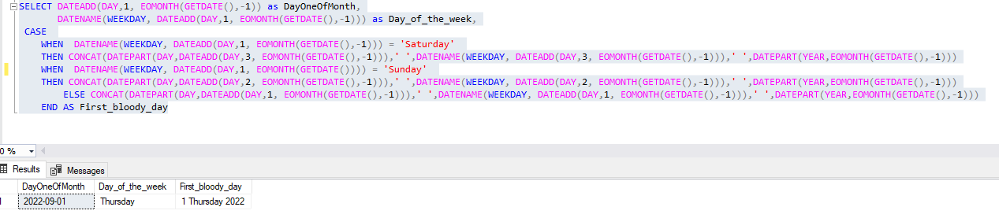 SELECT DATEADD(DAY,1, EOMONTH(GETDATE(),-1)) as DayOneOfMonth,
DATENAME(WEEKDAY, DATEADD(DAY,1, EOMONTH(GETDATE(),-1))) as Day_of_the_week,
CASE
WHEN  DATENAME(WEEKDAY, DATEADD(DAY,1, EOMONTH(GETDATE(),-1))) = 'Saturday'
THEN CONCAT(DATEPART(DAY,DATEADD(DAY,3, EOMONTH(GETDATE(),-1))),' ',DATENAME(WEEKDAY, DATEADD(DAY,3, EOMONTH(GETDATE(),-1))),' ',DATEPART(YEAR,EOMONTH(GETDATE(),-1)))
WHEN  DATENAME(WEEKDAY, DATEADD(DAY,1, EOMONTH(GETDATE()))) = 'Sunday'
THEN CONCAT(DATEPART(DAY,DATEADD(DAY,2, EOMONTH(GETDATE(),-1))),' ',DATENAME(WEEKDAY, DATEADD(DAY,2, EOMONTH(GETDATE(),-1))),' ',DATEPART(YEAR,EOMONTH(GETDATE(),-1)))
ELSE CONCAT(DATEPART(DAY,DATEADD(DAY,1, EOMONTH(GETDATE(),-1))),' ',DATENAME(WEEKDAY, DATEADD(DAY,1, EOMONTH(GETDATE(),-1))),' ',DATEPART(YEAR,EOMONTH(GETDATE(),-1)))
END AS First_bloody_day
0 %
Results Messages
DayOneOfMonth Day_of_the_week First_bloody_day
1 2022-09-01 Thursday 1 Thursday 2022